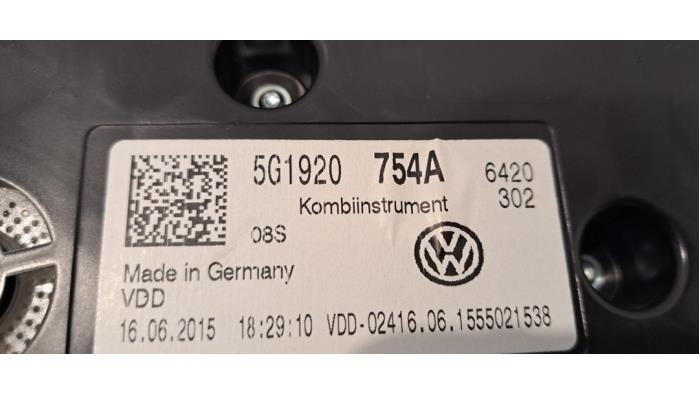 5G1920 754A 6420
Kombiinstrument 302
08S
Made in Germany
VDD
16.06.2015 18:29:10 VDD-02416.06.1555021538